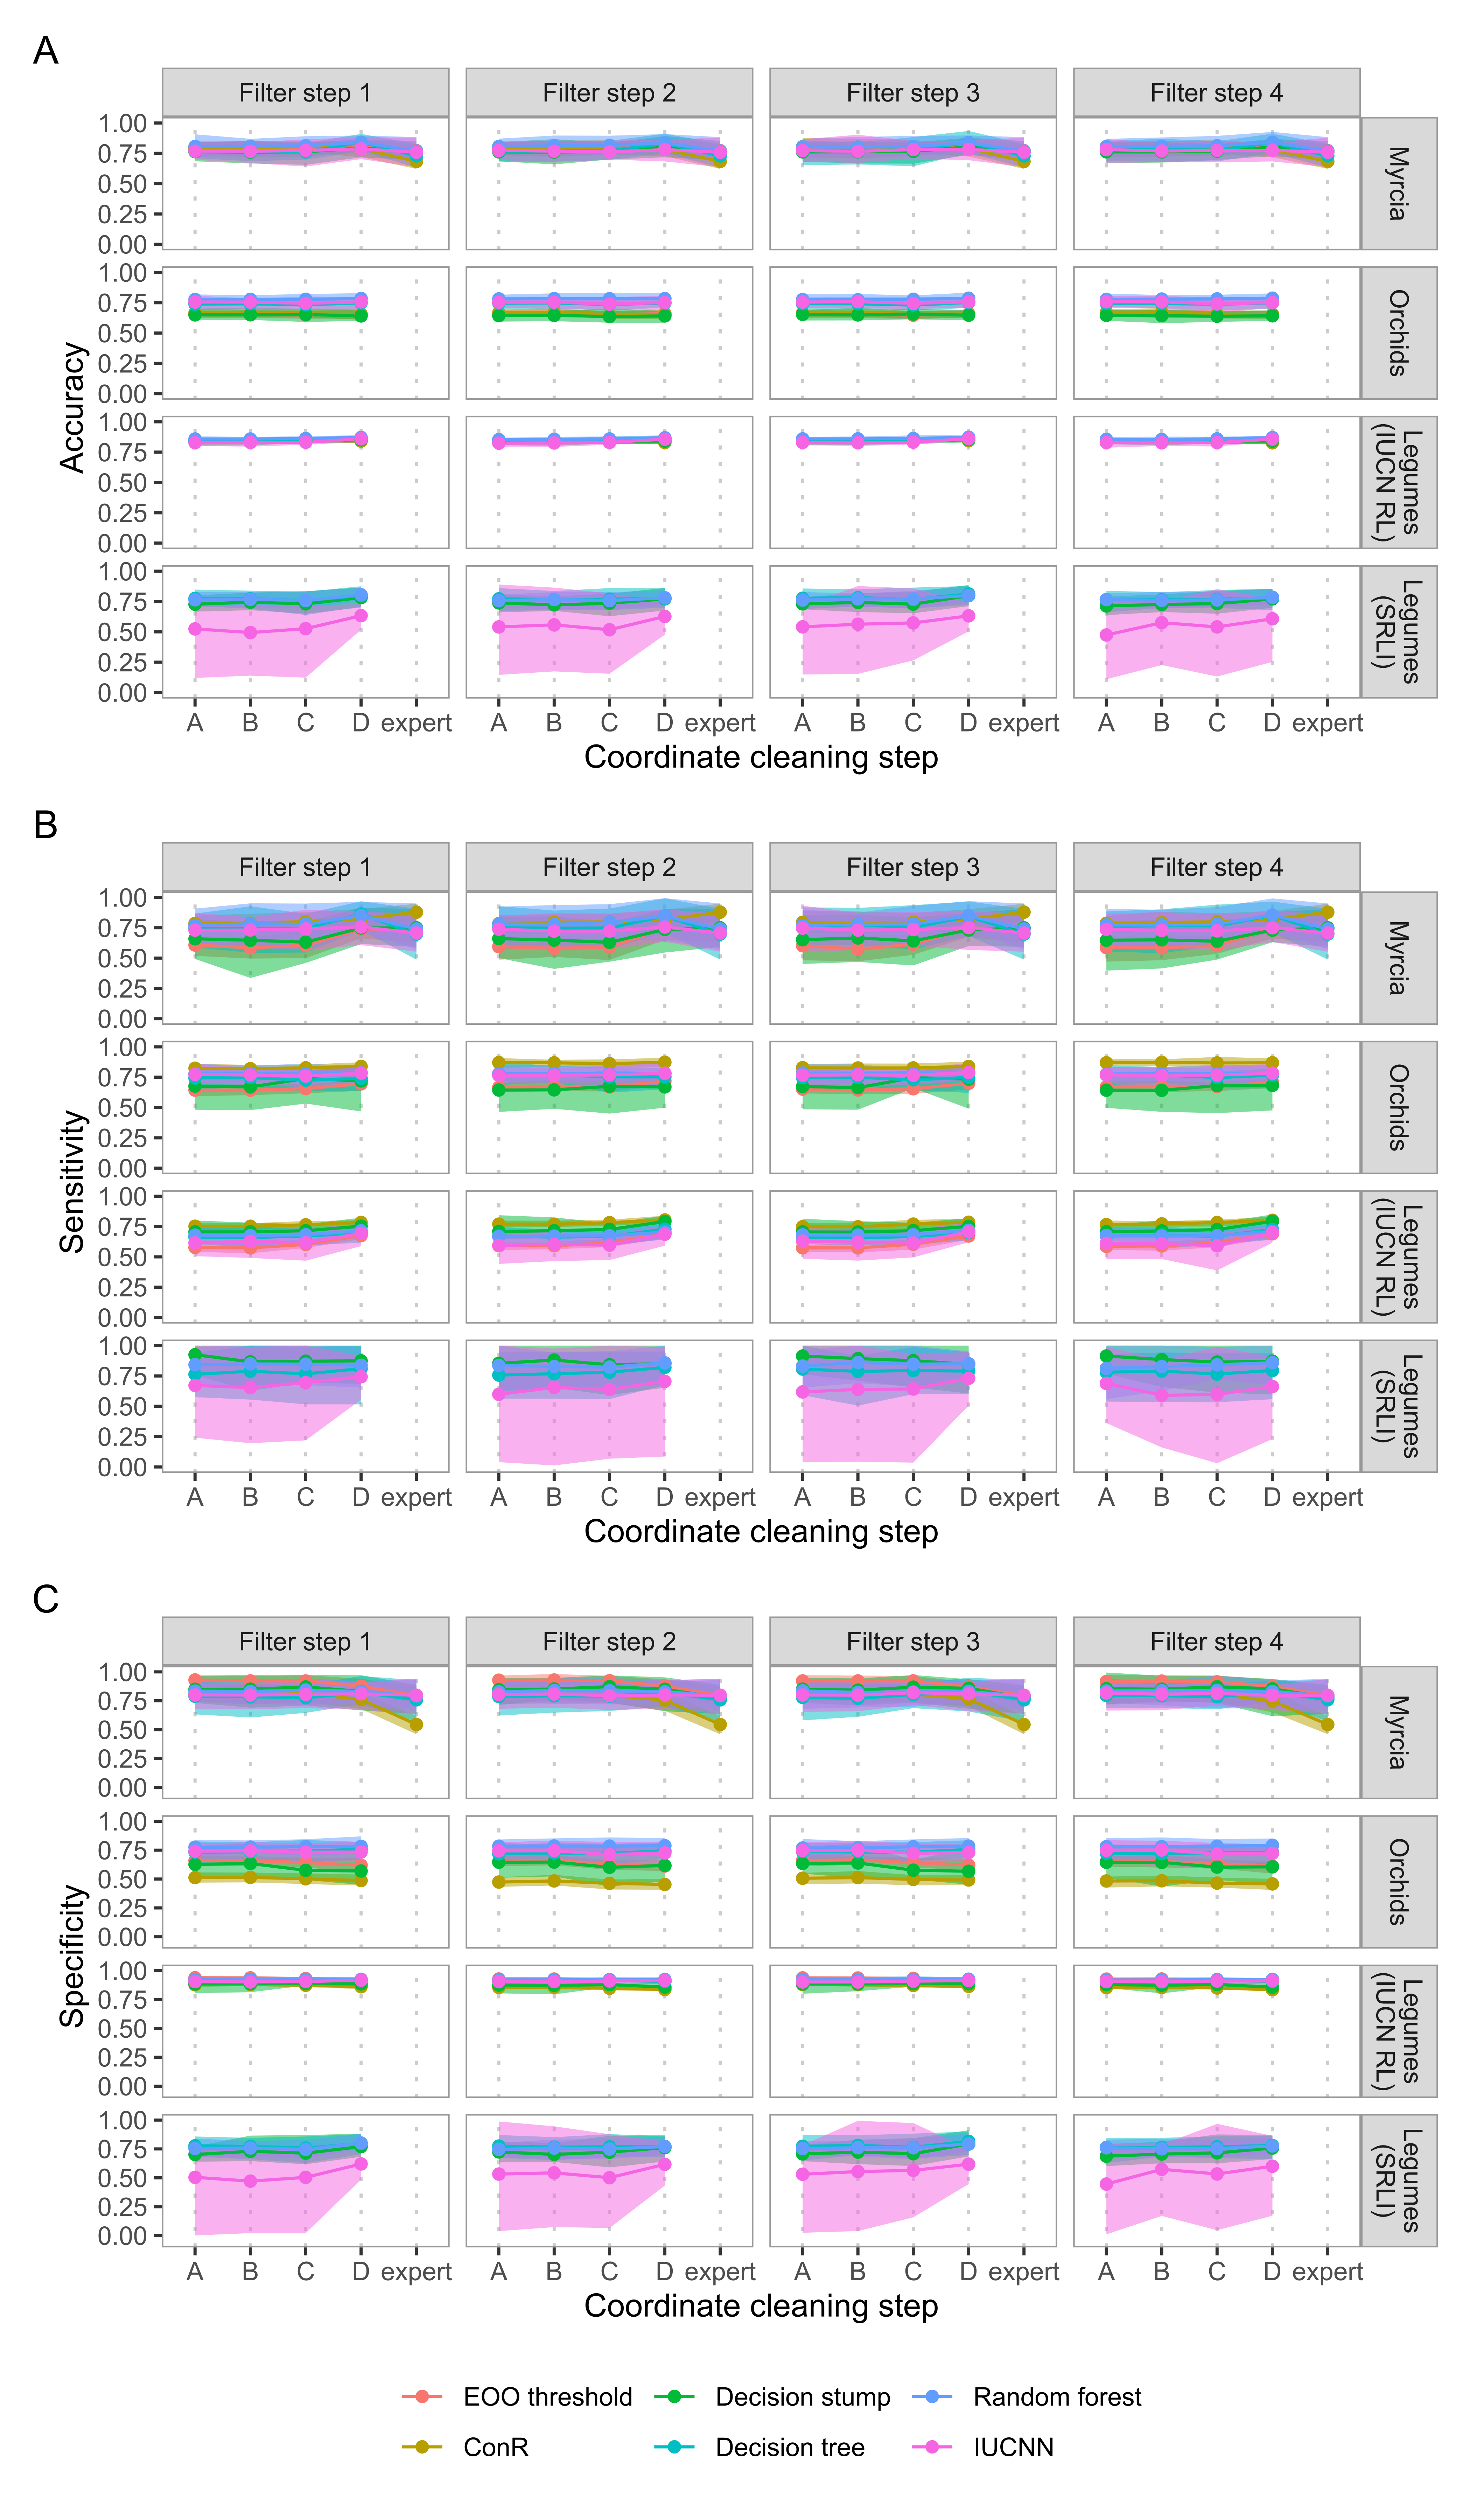 A
Filter step 1 Filter step 2 Filter step 3 Filter step 4
1.00
0.75
0.50
0.25
0.00
Myrcia
1.00
0.75
0.50
0.25
0.00
Orchids
1.00
0.75
0.50
0.25
0.00
Legumes
(IUCN RL)
1.00
0.75
0.50
0.25
0.00
Legumes
(SRLI)
Accuracy
A B C D expert A B C D expert A B C D expert A B C D expert
Coordinate cleaning step
B
Filter step 1 Filter step 2 Filter step 3 Filter step 4
1.00
0.75
0.50
0.25
0.00
Myrcia
1.00
0.75
0.50
0.25
0.00
Orchids
1.00
0.75
0.50
0.25
0.00
Legumes
(IUCN RL)
1.00
0.75
0.50
0.25
0.00
Legumes
(SRLI)
Sensitivity
A B C D expert A B C D expert A B C D expert A B C D expert
Coordinate cleaning step
C
Filter step 1 Filter step 2 Filter step 3 Filter step 4
1.00
0.75
0.50
0.25
0.00
Myrcia
1.00
0.75
0.50
0.25
0.00
Orchids
1.00
0.75
0.50
0.25
0.00
Legumes
(IUCN RL)
1.00
0.75
0.50
0.25
0.00
Legumes
(SRLI)
Specificity
A B C D expert A B C D expert A B C D expert A B C D expert
Coordinate cleaning step
EOO threshold Decision stump Random forest
ConR Decision tree IUCNN